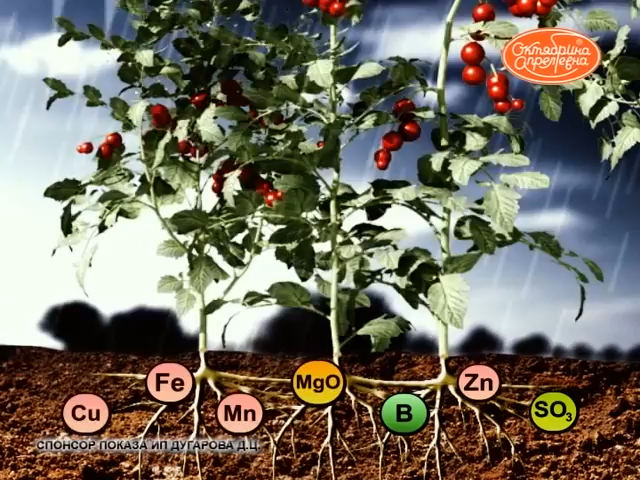 Октябрина
Апрелевна
Fe
MgO
Zn
Cu
Mn
B
SO₃
СПОНСОР ПОКАЗА ИП ДУГАРОВА Д.Ц.